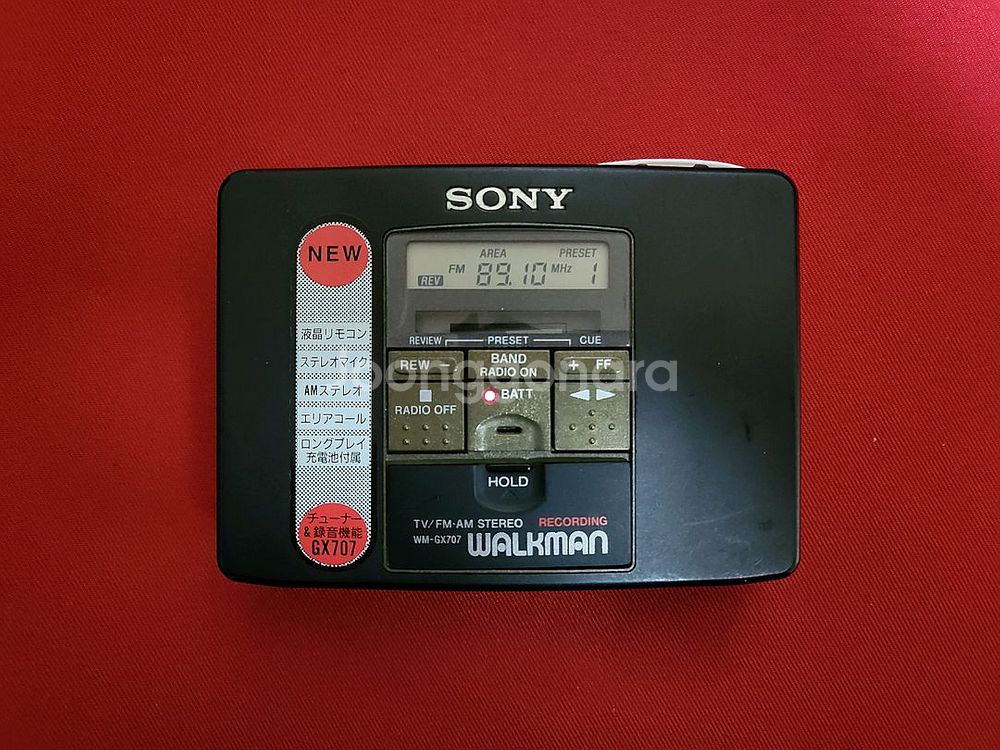 SONY
NEW
液晶リモコン
ステレオマイク
AMステレオ
エリアコール
ロングプレイ
充電池付属
チューナー
&録音機能
GX707
AREA PRESET
REV FM 89.10 MHz 1
REVIEW PRESET CUE
REW -
BAND
RADIO ON
+ FF
RADIO OFF
BATT
HOLD
TV/FM·AM STEREO RECORDING
WM-GX707 WALKMAN
joongoonara